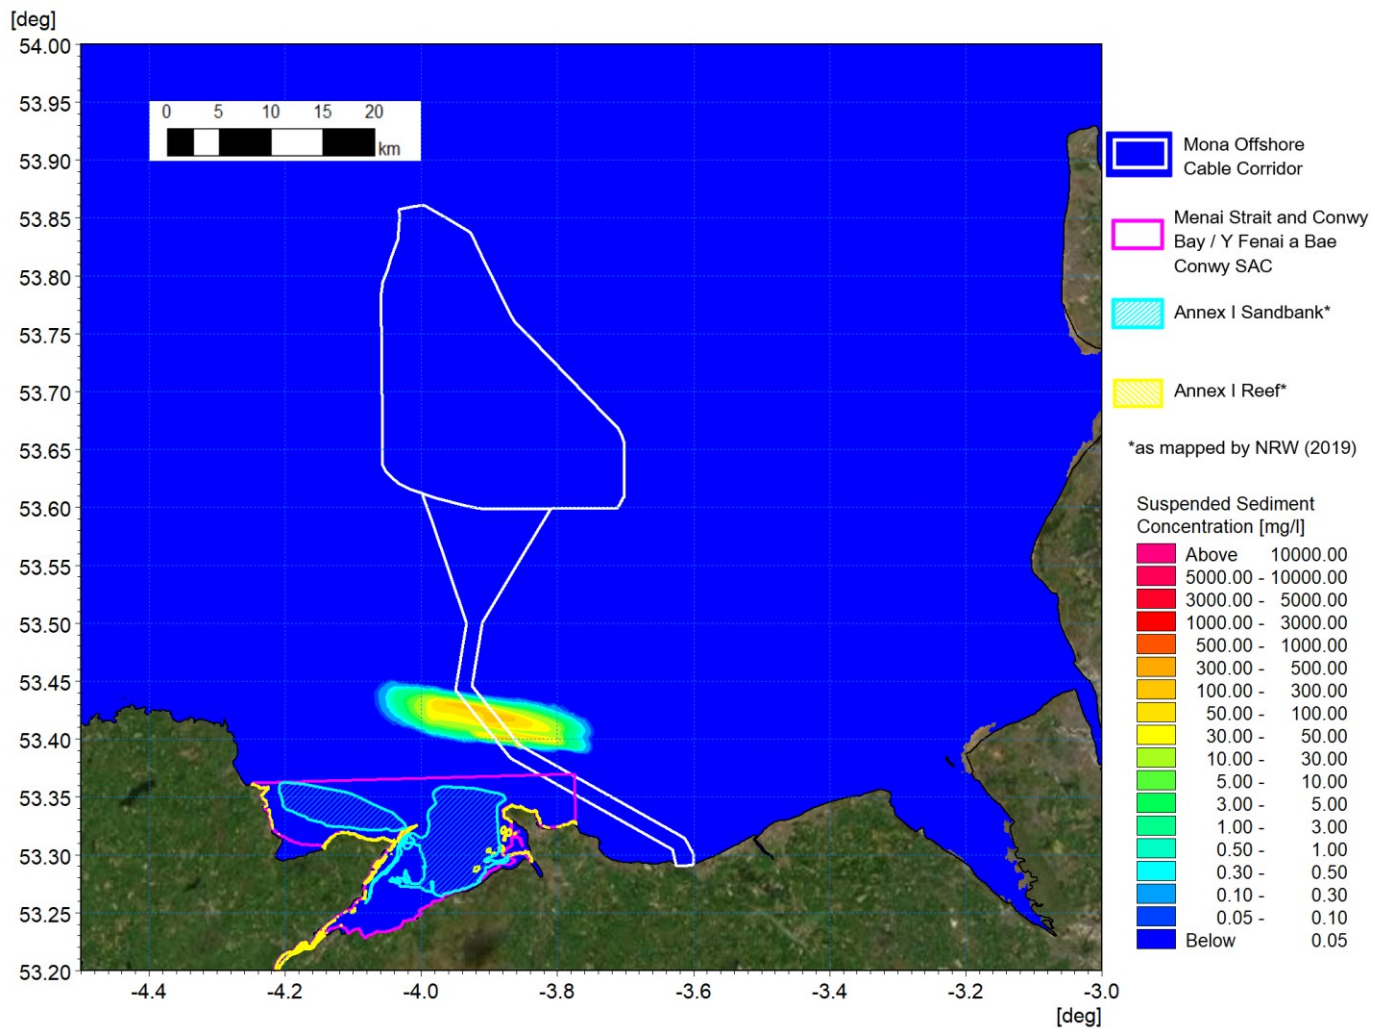 [deg]
54.00
53.95
53.90
53.85
53.80
53.75
53.70
53.65
53.60
53.55
53.50
53.45
53.40
53.35
53.30
53.25
53.20
0 5 10 15 20
km
-4.4 -4.2 -4.0 -3.8 -3.6 -3.4 -3.2 -3.0
[deg]
Mona Offshore
Cable Corridor
Menai Strait and Conwy
Bay / Y Fenai a Bae
Conwy SAC
Annex I Sandbank*
Annex I Reef*
*as mapped by NRW (2019)
Suspended Sediment
Concentration [mg/l]
Above 10000.00
5000.00 - 10000.00
3000.00 - 5000.00
1000.00 - 3000.00
500.00 - 1000.00
300.00 - 500.00
100.00 - 300.00
50.00 - 100.00
30.00 - 50.00
10.00 - 30.00
5.00 - 10.00
3.00 - 5.00
1.00 - 3.00
0.50 - 1.00
0.30 - 0.50
0.10 - 0.30
0.05 - 0.10
Below 0.05